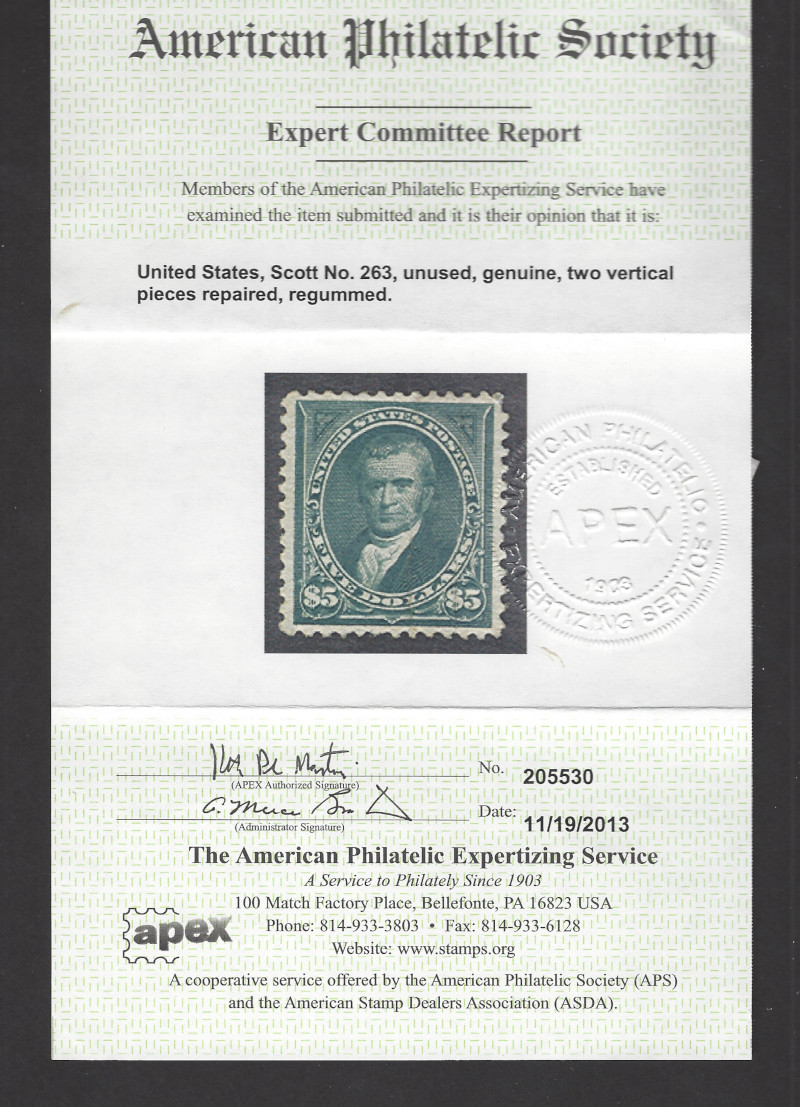 American Philatelic Society
Expert Committee Report
Members of the American Philatelic Expertizing Service have
examined the item submitted and it is their opinion that it is:
United States, Scott No. 263, unused, genuine, two vertical
pieces repaired, regummed.
UNITED STATES POSTAGE
FIVE DOLLARS
$5 $5
AMERICAN PHILATELIC
EXPERTIZING SERVICE
ESTABLISHED
APEX
1903
No. 205530
(APEX Authorized Signature)
Date: 11/19/2013
(Administrator Signature)
The American Philatelic Expertizing Service
A Service to Philately Since 1903
100 Match Factory Place, Bellefonte, PA 16823 USA
apex
Phone: 814-933-3803 • Fax: 814-933-6128
Website: www.stamps.org
A cooperative service offered by the American Philatelic Society (APS)
and the American Stamp Dealers Association (ASDA).